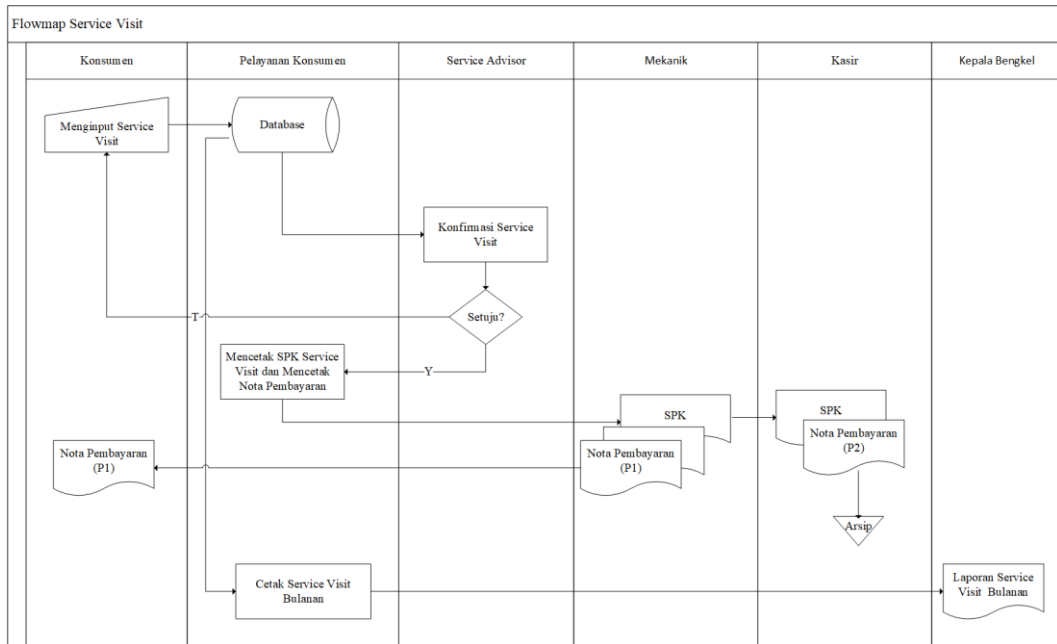 Flowmap Service Visit
Konsumen
Pelayanan Konsumen
Service Advisor
Mekanik
Kasir
Kepala Bengkel
Menginput Service
Visit
Database
Konfirmasi Service
Visit
T
Setuju?
Mencetak SPK Service
Visit dan Mencetak
Nota Pembayaran
Y
SPK
SPK
Nota Pembayaran
(P2)
Nota Pembayaran
(P1)
Nota Pembayaran
(P1)
Arsip
Cetak Service Visit
Bulanan
Laporan Service
Visit Bulanan